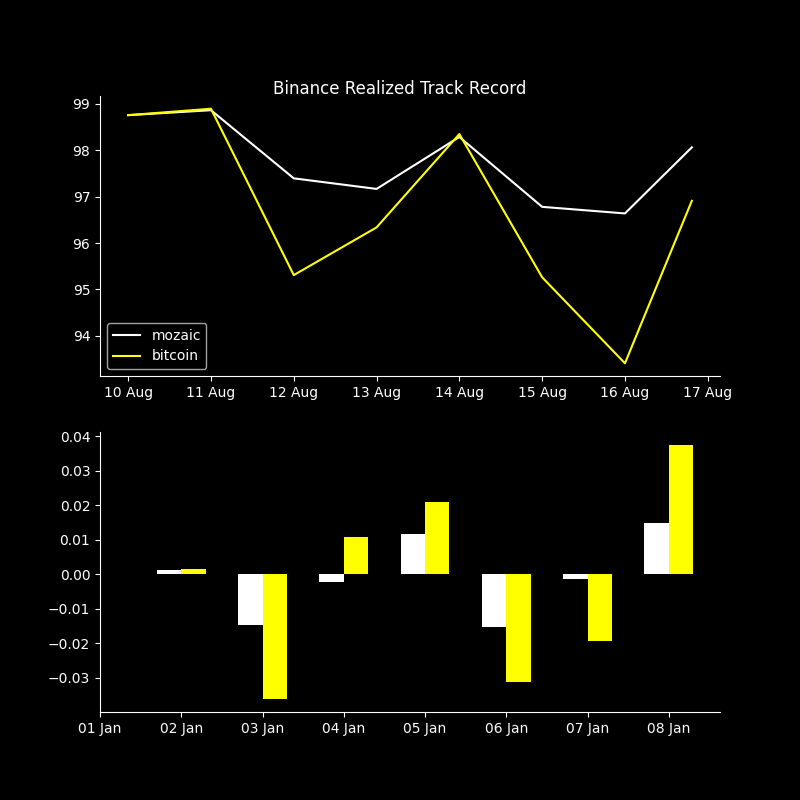 Binance Realized Track Record
99
98
97
96
95
94
mozaic
bitcoin
10 Aug 11 Aug 12 Aug 13 Aug 14 Aug 15 Aug 16 Aug 17 Aug
0.04
0.03
0.02
0.01
0.00
−0.01
−0.02
−0.03
01 Jan 02 Jan 03 Jan 04 Jan 05 Jan 06 Jan 07 Jan 08 Jan